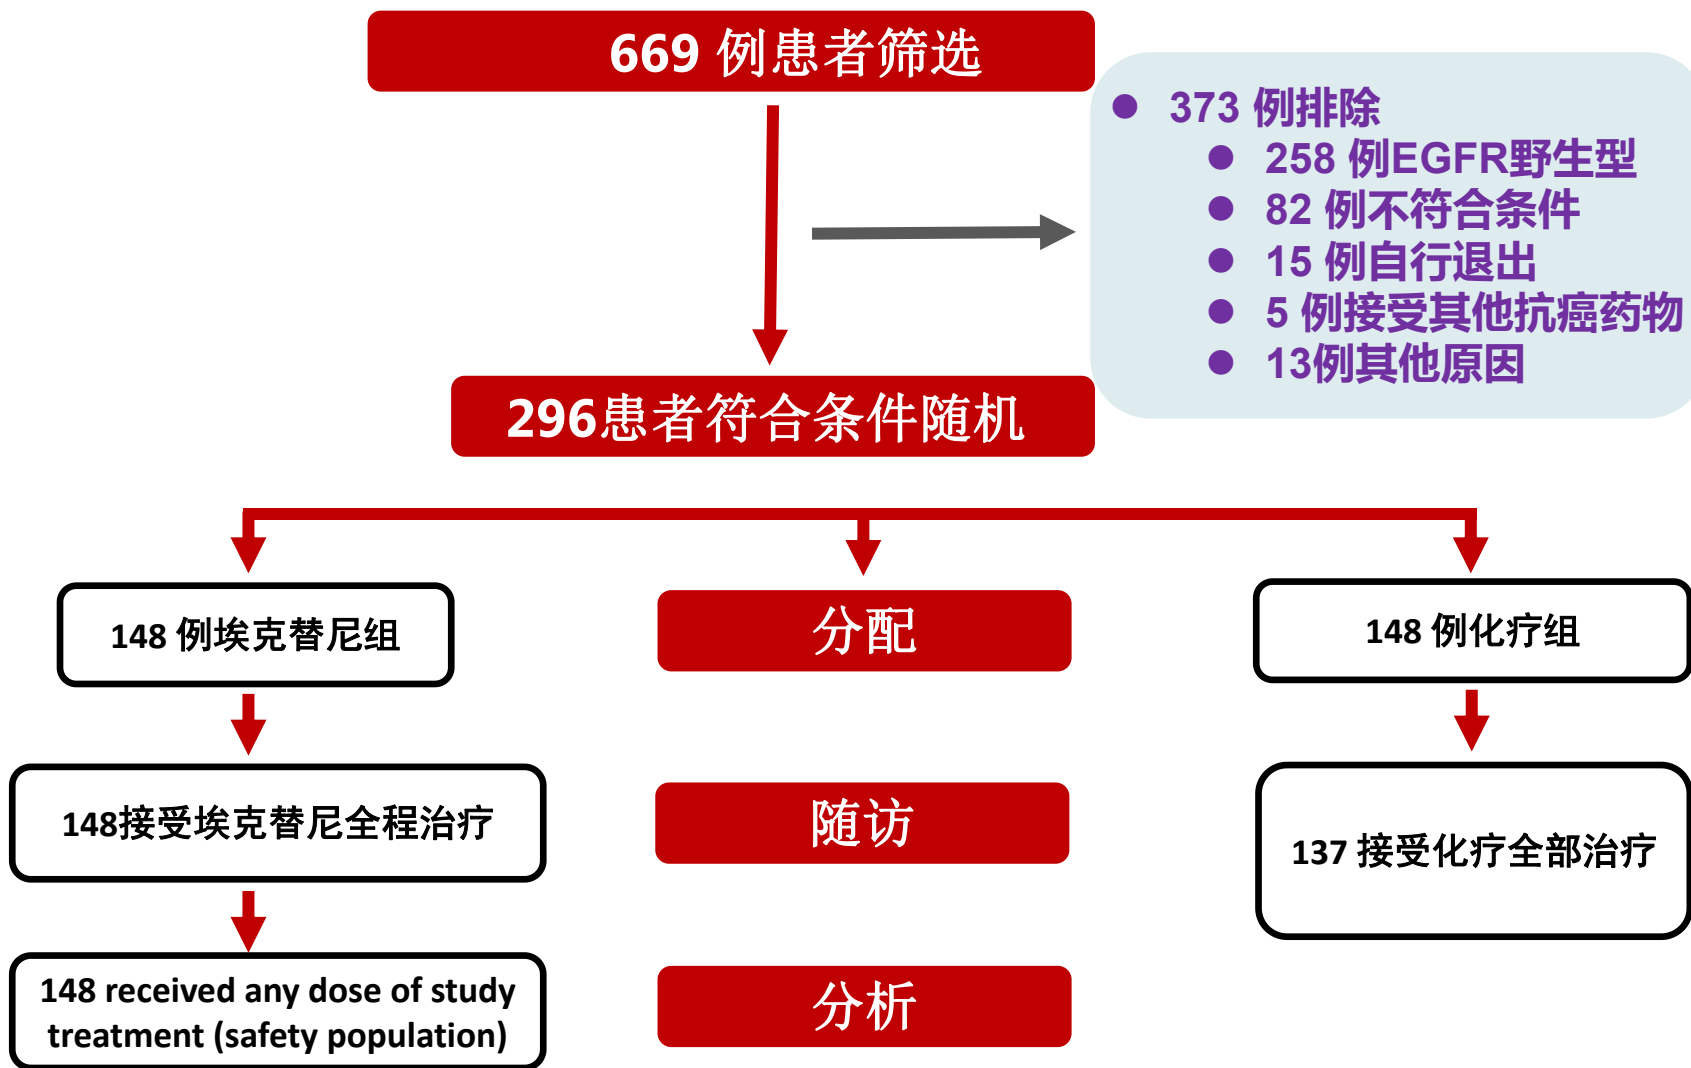 669 例患者筛选
373 例排除
258 例EGFR野生型
82 例不符合条件
15 例自行退出
5 例接受其他抗癌药物
13例其他原因
296患者符合条件随机
148 例埃克替尼组
分配
148 例化疗组
148接受埃克替尼全程治疗
随访
137 接受化疗全部治疗
148 received any dose of study
treatment (safety population)
分析